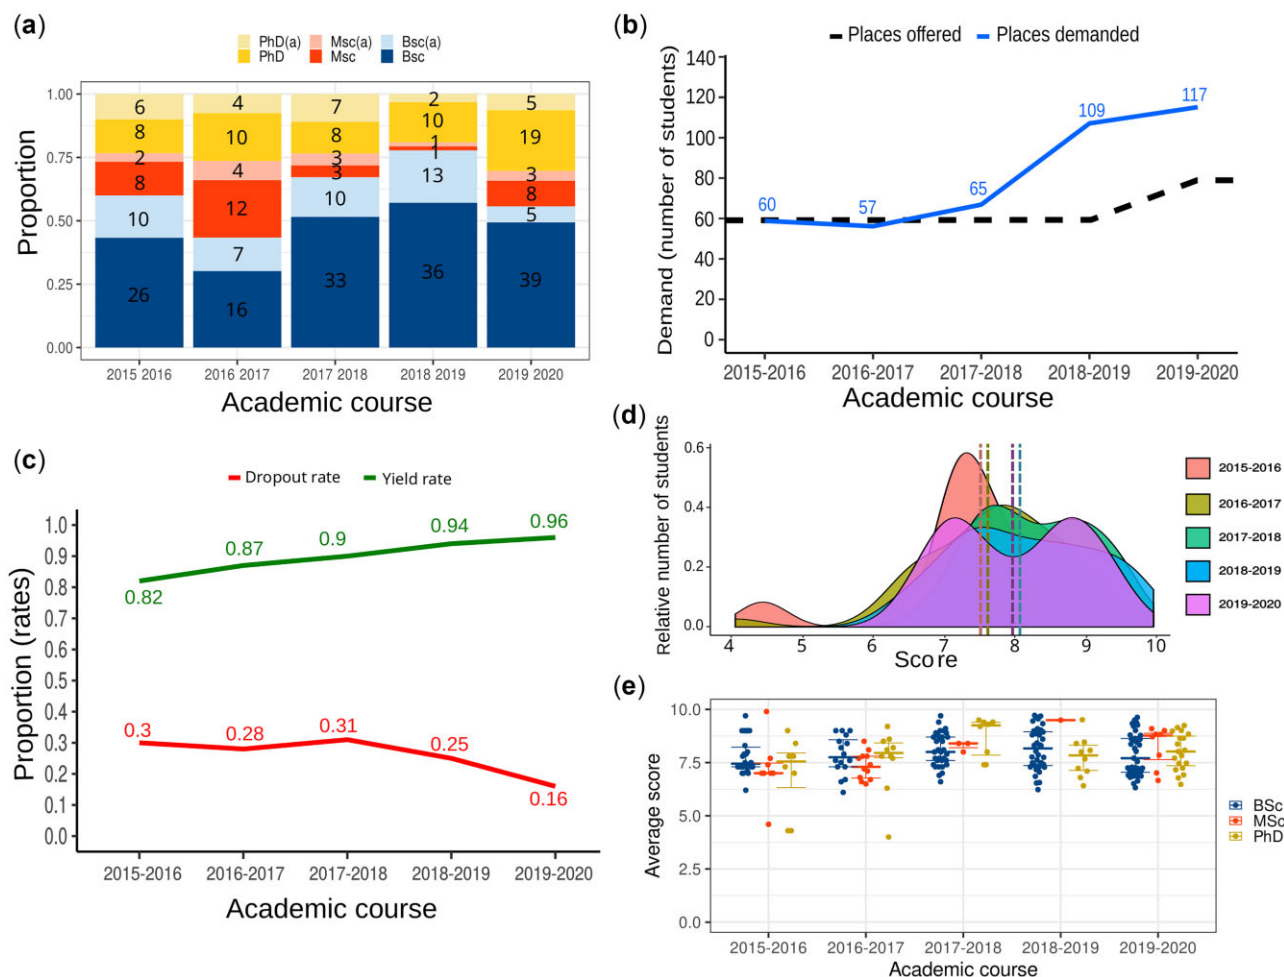 (a)
PhD(a) Msc(a) Bsc(a)
PhD Msc Bsc
Proportion
1.00
0.75
0.50
0.25
0.00
6 4 7 2 5
8 10 8 10 19
2 4 3 1 3
8 12 3 1 8
10 7 10 13 5
26 16 33 36 39
2015-2016 2016-2017 2017-2018 2018-2019 2019-2020
Academic course
(b)
Places offered Places demanded
Demand (number of students)
140
120
100
80
60
40
20
0
60 57 65 109 117
2015-2016 2016-2017 2017-2018 2018-2019 2019-2020
Academic course
(c)
Dropout rate Yield rate
Proportion (rates)
1.0
0.9
0.8
0.7
0.6
0.5
0.4
0.3
0.2
0.1
0.0
0.82 0.87 0.9 0.94 0.96
0.3 0.28 0.31 0.25 0.16
2015-2016 2016-2017 2017-2018 2018-2019 2019-2020
Academic course
(d)
Relative number of students
0.6
0.4
0.2
0.0
4 5 6 7 8 9 10
Score
2015-2016
2016-2017
2017-2018
2018-2019
2019-2020
(e)
Average score
10.0
7.5
5.0
2.5
0.0
BSc
MSc
PhD
2015-2016 2016-2017 2017-2018 2018-2019 2019-2020
Academic course